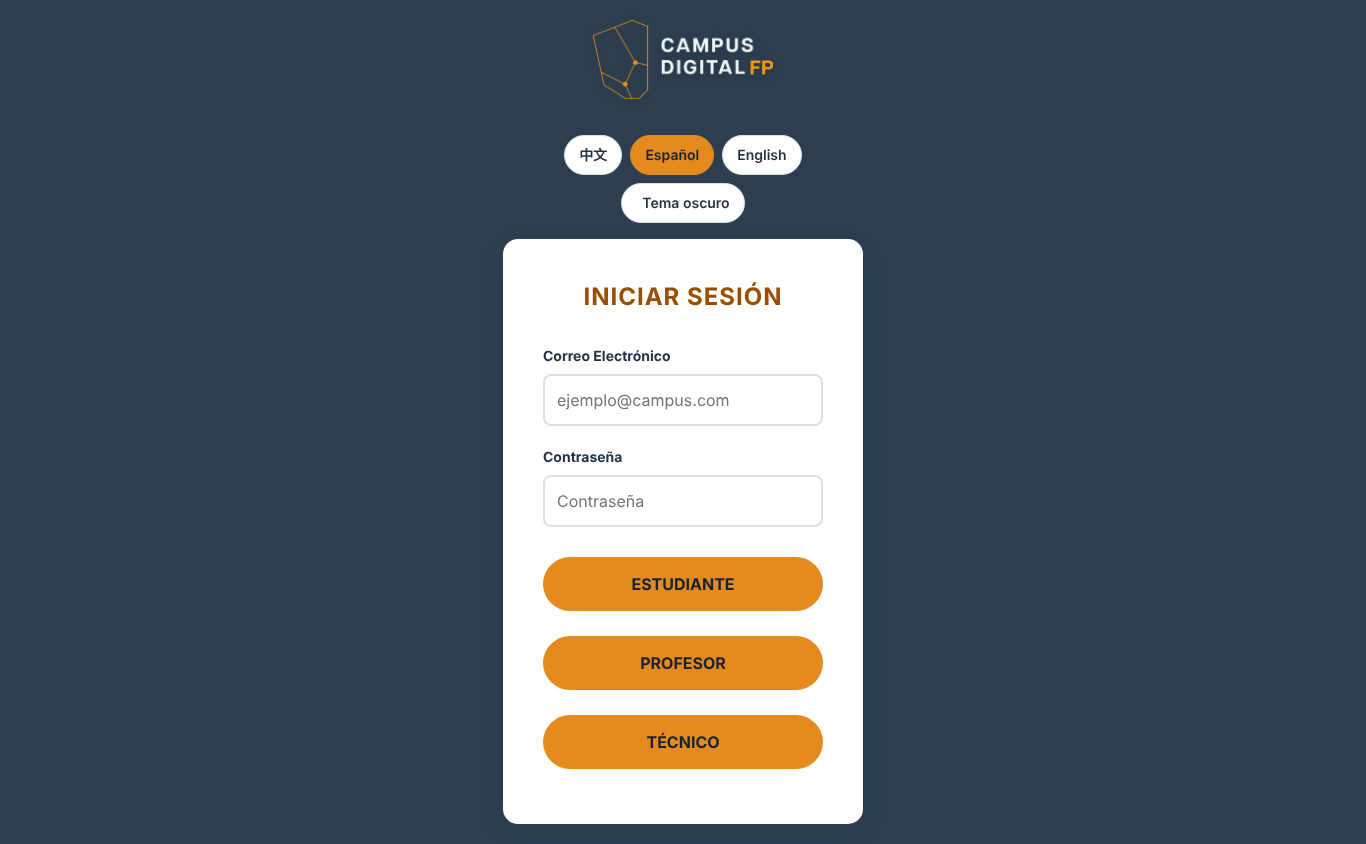 CAMPUS
DIGITAL FP
中文 Español English
Tema oscuro
INICIAR SESIÓN
Correo Electrónico
ejemplo@campus.com
Contraseña
Contraseña
ESTUDIANTE
PROFESOR
TÉCNICO